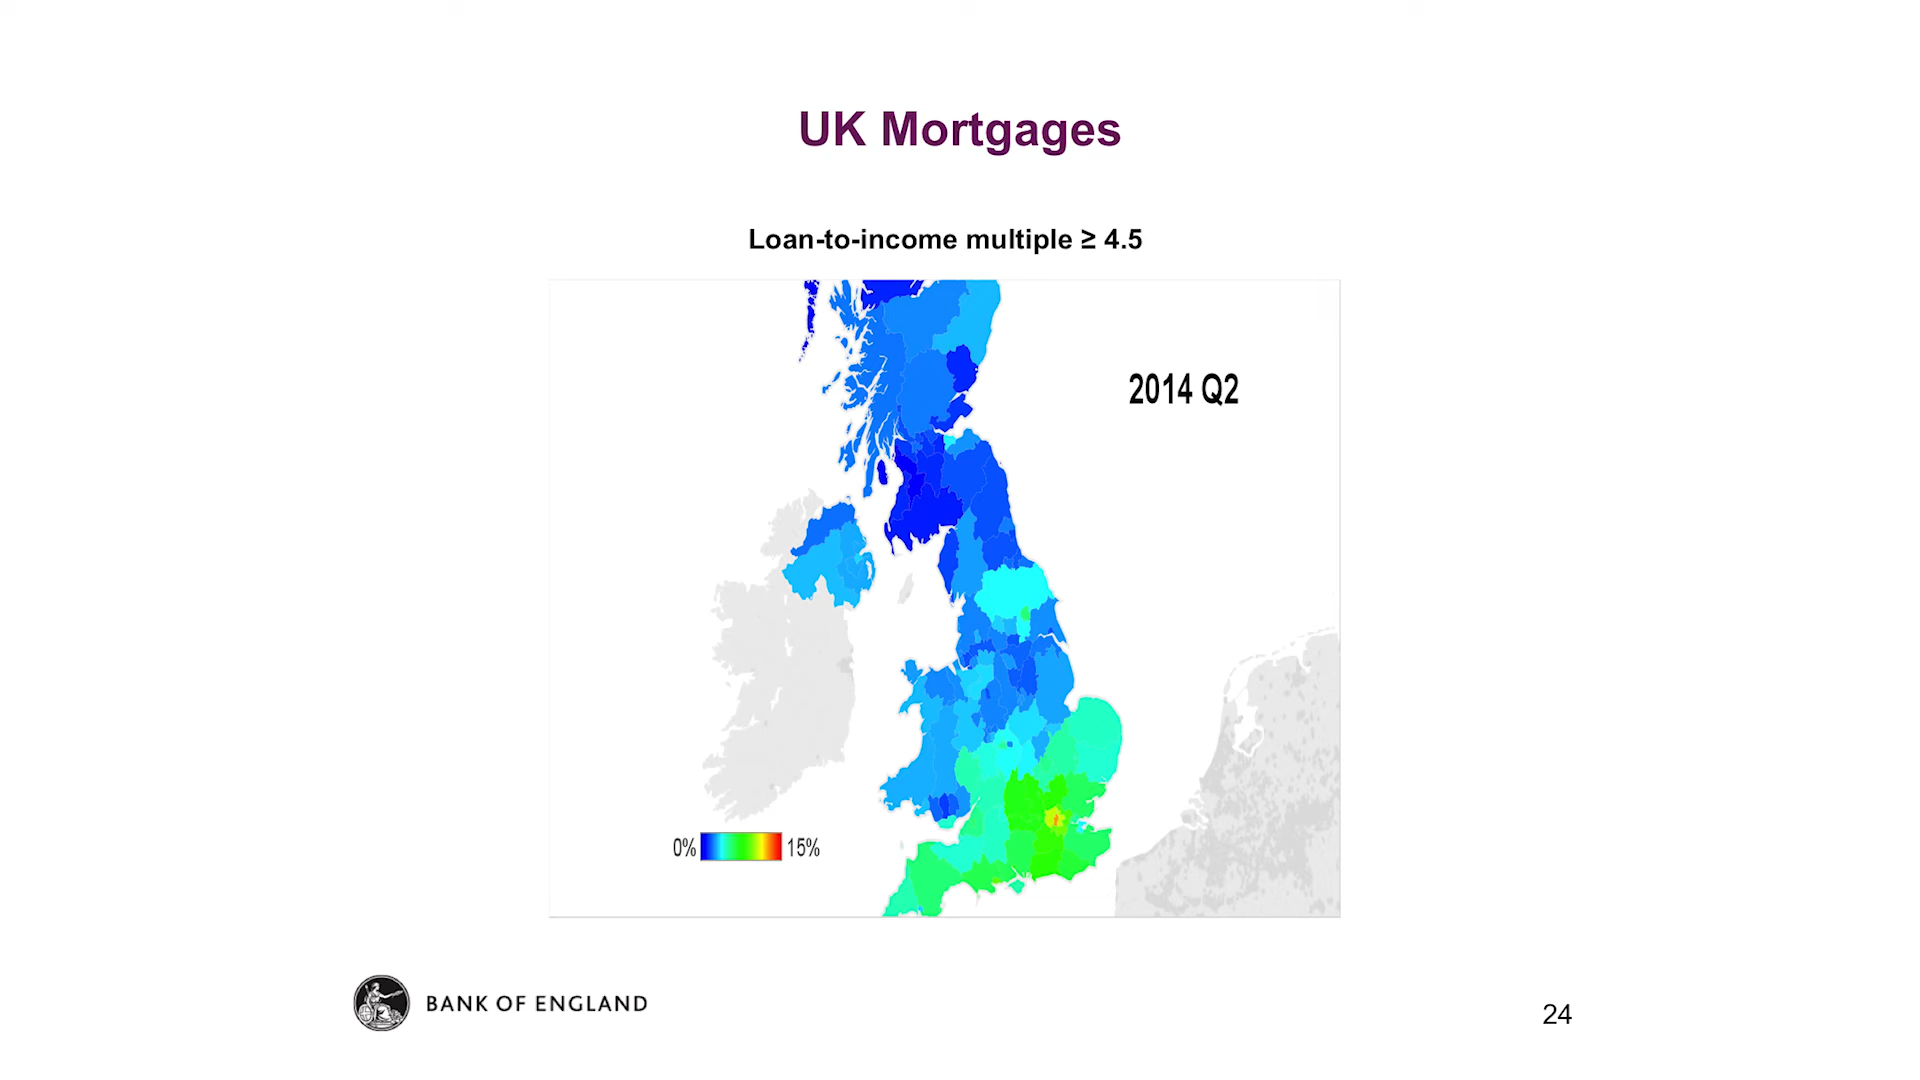 UK Mortgages
Loan-to-income multiple ≥ 4.5
2014 Q2
0% 15%
BANK OF ENGLAND
24